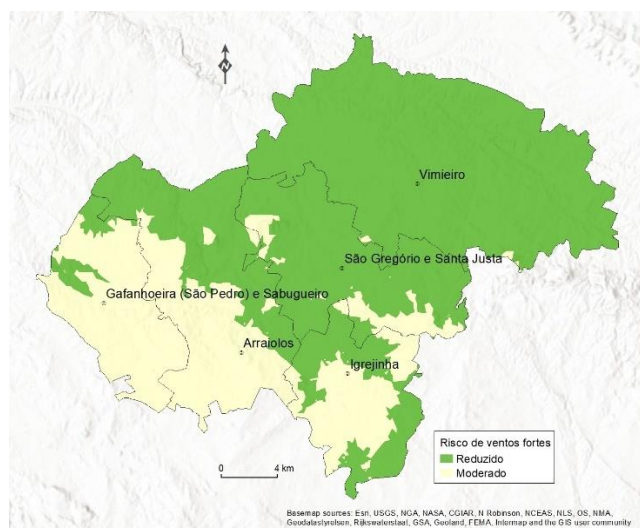 N
Vimieiro
São Gregório e Santa Justa
Gafanhoeira (São Pedro) e Sabugueiro
Arraiolos
Igrejinha
Risco de ventos fortes
Reduzido
Moderado
0 4 km
Basemap sources: Esri, USGS, NGA, NASA, CGIAR, N Robinson, NCEAS, NLS, OS, NMA,
Geodatastyrelsen, Rijkswaterstaat, GSA, Geoland, FEMA, Intermap and the GIS user community